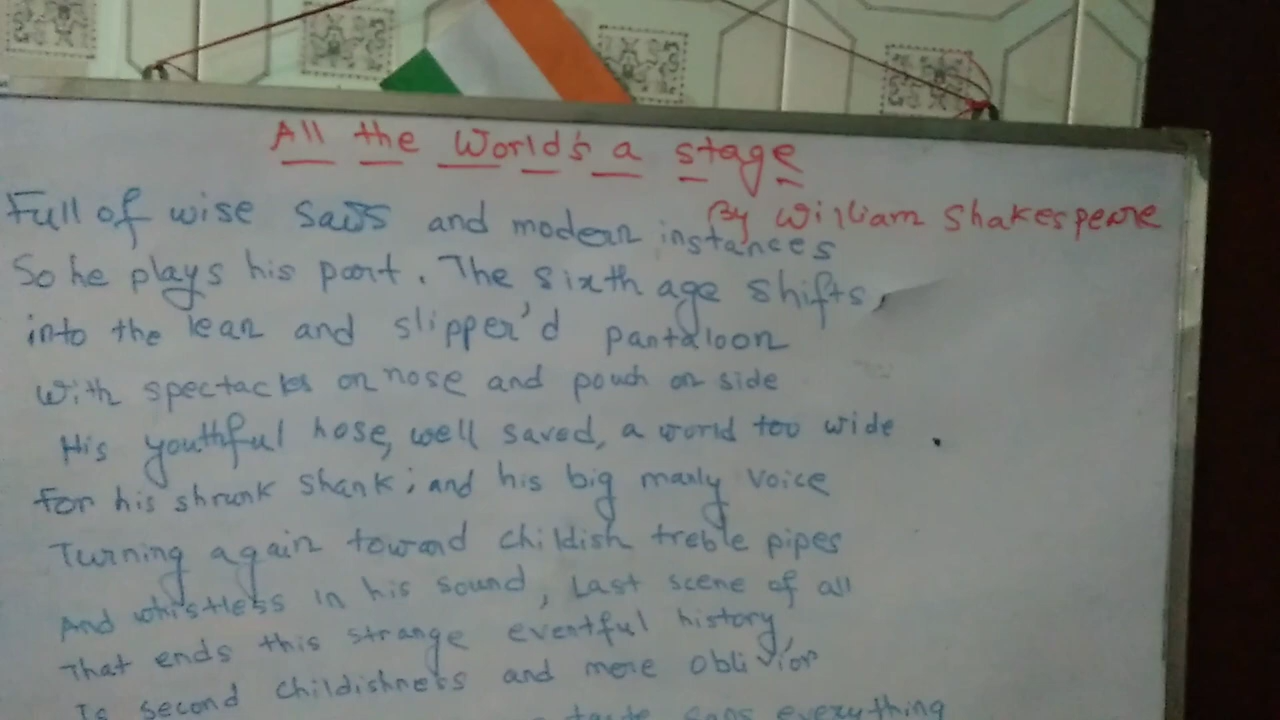 All the World's a stage
By William Shakespeare
Full of wise saws and modern instances
So he plays his part. The sixth age shifts,
into the lean and slipper'd pantaloon
With spectacles on nose and pouch on side
His youthful hose, well saved, a world too wide
For his shrunk shank; and his big manly voice
Turning again toward childish treble pipes
And whistless in his sound, Last scene of all
That ends this strange eventful history,
Is second childishness and mere oblivion
taste sans everything